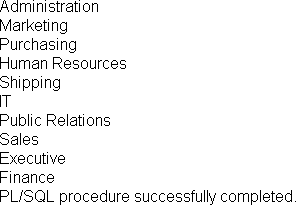 Administration
Marketing
Purchasing
Human Resources
Shipping
IT
Public Relations
Sales
Executive
Finance
PL/SQL procedure successfully completed.